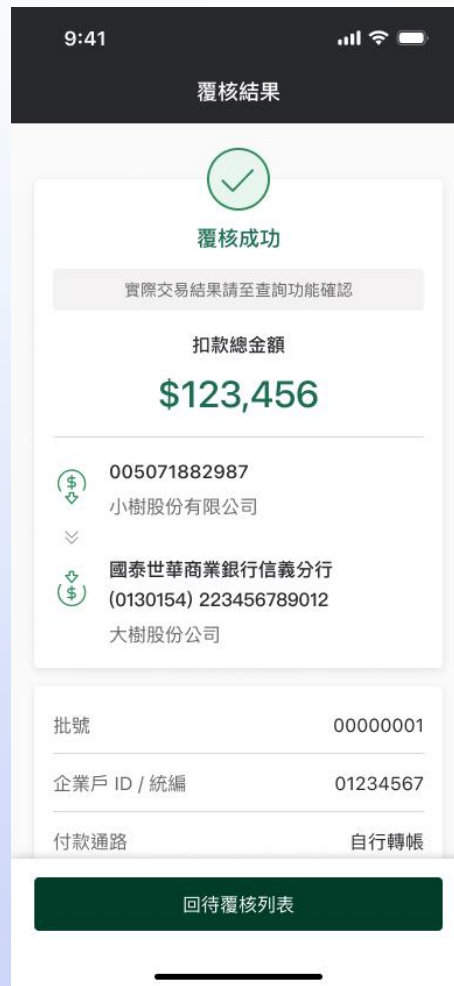 9:41
覆核結果
覆核成功
實際交易結果請至查詢功能確認
扣款總金額
$123,456
005071882987
小樹股份有限公司
國泰世華商業銀行信義分行
(0130154) 223456789012
大樹股份公司
批號 00000001
企業戶 ID / 統編 01234567
付款通路 自行轉帳
回待覆核列表